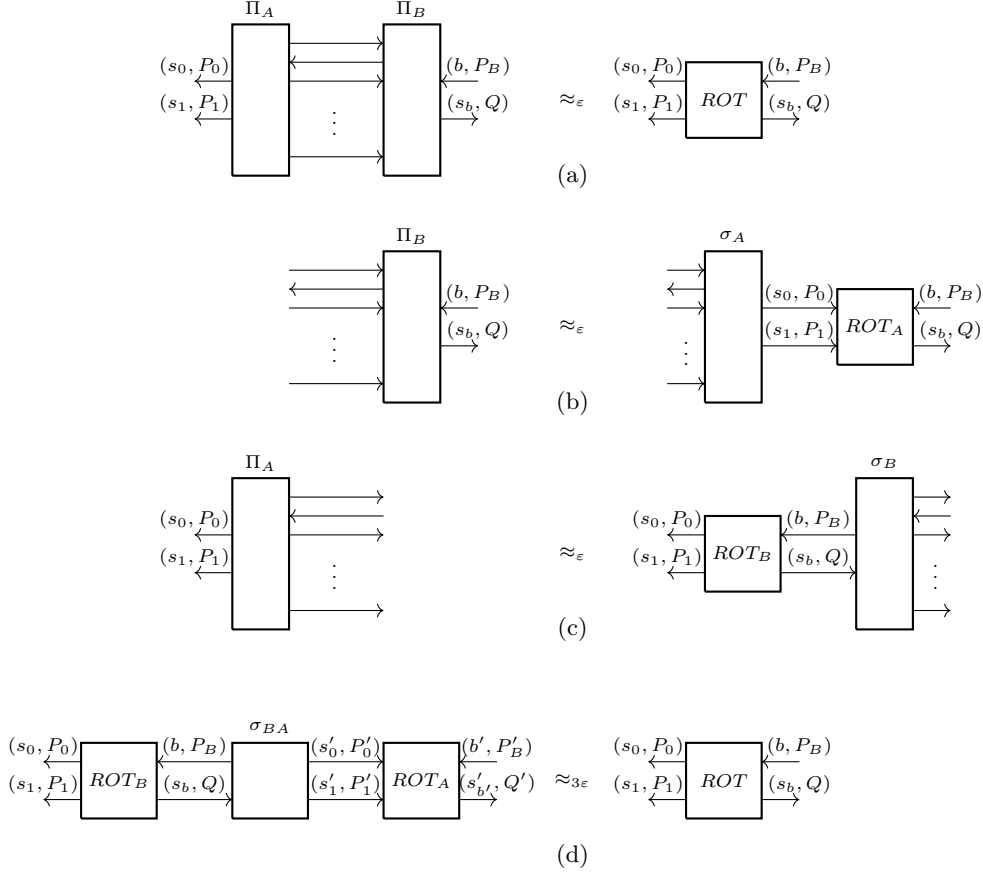 Π_A Π_B
(s_0, P_0) (b, P_B) (s_0, P_0) (b, P_B)
≈_ε ROT
(s_1, P_1) ⋮ (s_b, Q) (s_1, P_1) (s_b, Q)
(a)
Π_B σ_A
(b, P_B) (s_0, P_0) (b, P_B)
≈_ε ROT_A
(s_b, Q) (s_1, P_1) (s_b, Q)
⋮ ⋮
(b)
Π_A σ_B
(s_0, P_0) (s_0, P_0) (b, P_B)
≈_ε ROT_B
(s_1, P_1) (s_1, P_1) (s_b, Q)
⋮ ⋮
(c)
σ_{BA}
(s_0, P_0) (b, P_B) (s'_0, P'_0) (b', P'_B) (s_0, P_0) (b, P_B)
ROT_B ROT_A ≈_{3ε} ROT
(s_1, P_1) (s_b, Q) (s'_1, P'_1) (s'_{b'}, Q') (s_1, P_1) (s_b, Q)
(d)